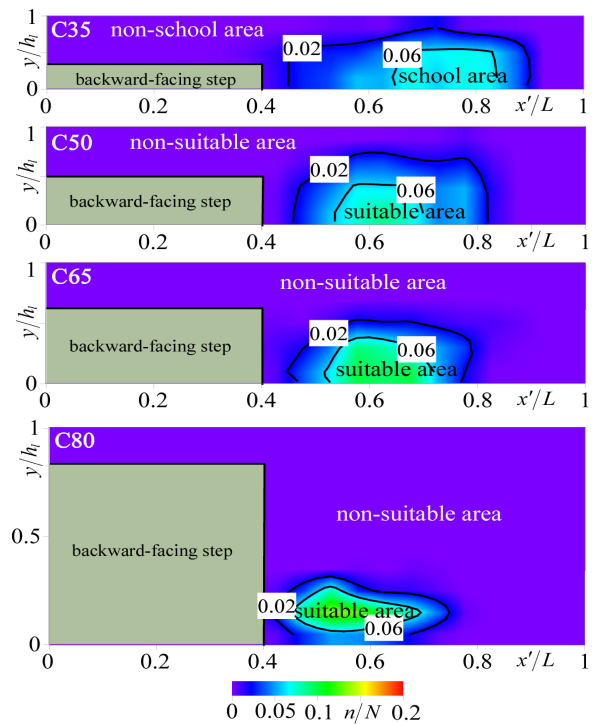 1
C35 non-school area
0.02
0.06
y/hₗ
backward-facing step
school area
0
0 0.2 0.4 0.6 0.8 x′/L 1
1
C50 non-suitable area
0.02
0.06
y/hₗ
backward-facing step
suitable area
0
0 0.2 0.4 0.6 0.8 x′/L 1
1
C65
non-suitable area
0.02
y/hₗ
backward-facing step
0.06
suitable area
0
0 0.2 0.4 0.6 0.8 x′/L 1
1
C80
y/hₗ
non-suitable area
0.5
backward-facing step
0.02
suitable area
0.06
0
0 0.2 0.4 0.6 0.8 x′/L 1
0 0.05 0.1 n/N 0.2